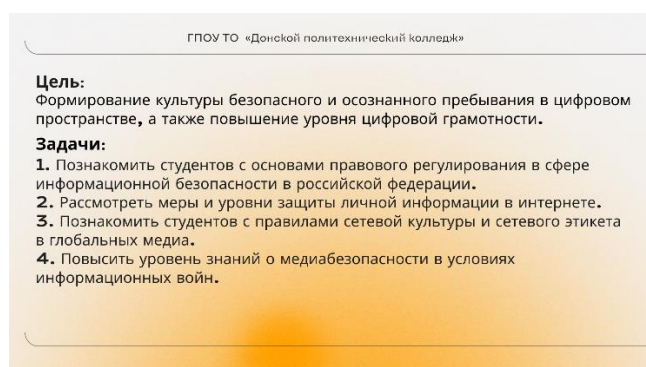 ГПОУ ТО «Донской политехнический колледж»
Цель:
Формирование культуры безопасного и осознанного пребывания в цифровом
пространстве, а также повышение уровня цифровой грамотности.
Задачи:
1. Познакомить студентов с основами правового регулирования в сфере
информационной безопасности в российской федерации.
2. Рассмотреть меры и уровни защиты личной информации в интернете.
3. Познакомить студентов с правилами сетевой культуры и сетевого этикета
в глобальных медиа.
4. Повысить уровень знаний о медиабезопасности в условиях
информационных войн.